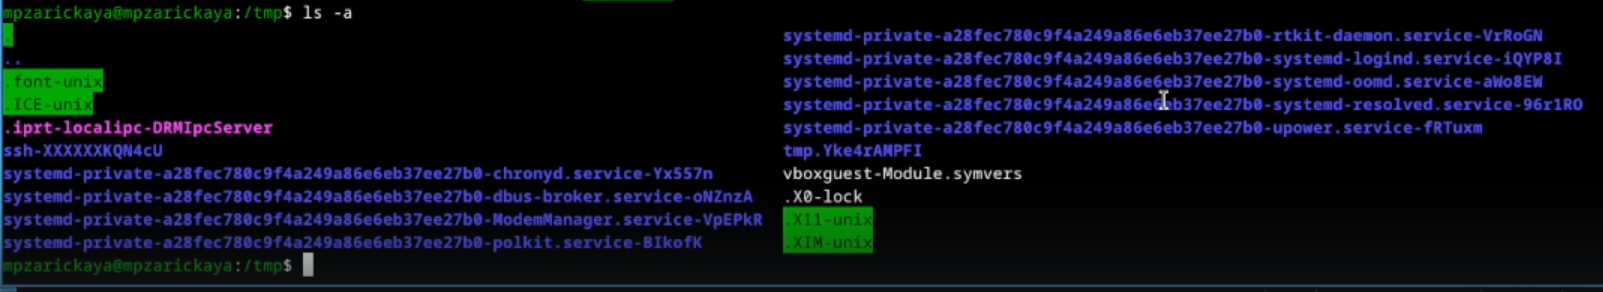 mpzarickaya@mpzarickaya:/tmp$ ls -a
.
..
.font-unix
.ICE-unix
.iprt-localipc-DRMIpcServer
ssh-XXXXXXKQN4cU
systemd-private-a28fec780c9f4a249a86e6eb37ee27b0-chronyd.service-Yx557n
systemd-private-a28fec780c9f4a249a86e6eb37ee27b0-dbus-broker.service-oNZnzA
systemd-private-a28fec780c9f4a249a86e6eb37ee27b0-ModemManager.service-VpEPkR
systemd-private-a28fec780c9f4a249a86e6eb37ee27b0-polkit.service-BIkofK
systemd-private-a28fec780c9f4a249a86e6eb37ee27b0-rtkit-daemon.service-VrRoGN
systemd-private-a28fec780c9f4a249a86e6eb37ee27b0-systemd-logind.service-iQYP8I
systemd-private-a28fec780c9f4a249a86e6eb37ee27b0-systemd-oomd.service-aWo8EW
systemd-private-a28fec780c9f4a249a86e6eb37ee27b0-systemd-resolved.service-96r1RO
systemd-private-a28fec780c9f4a249a86e6eb37ee27b0-upower.service-fRTuxm
tmp.Yke4rAMPFI
vboxguest-Module.symvers
.X0-lock
.X11-unix
.XIM-unix
mpzarickaya@mpzarickaya:/tmp$